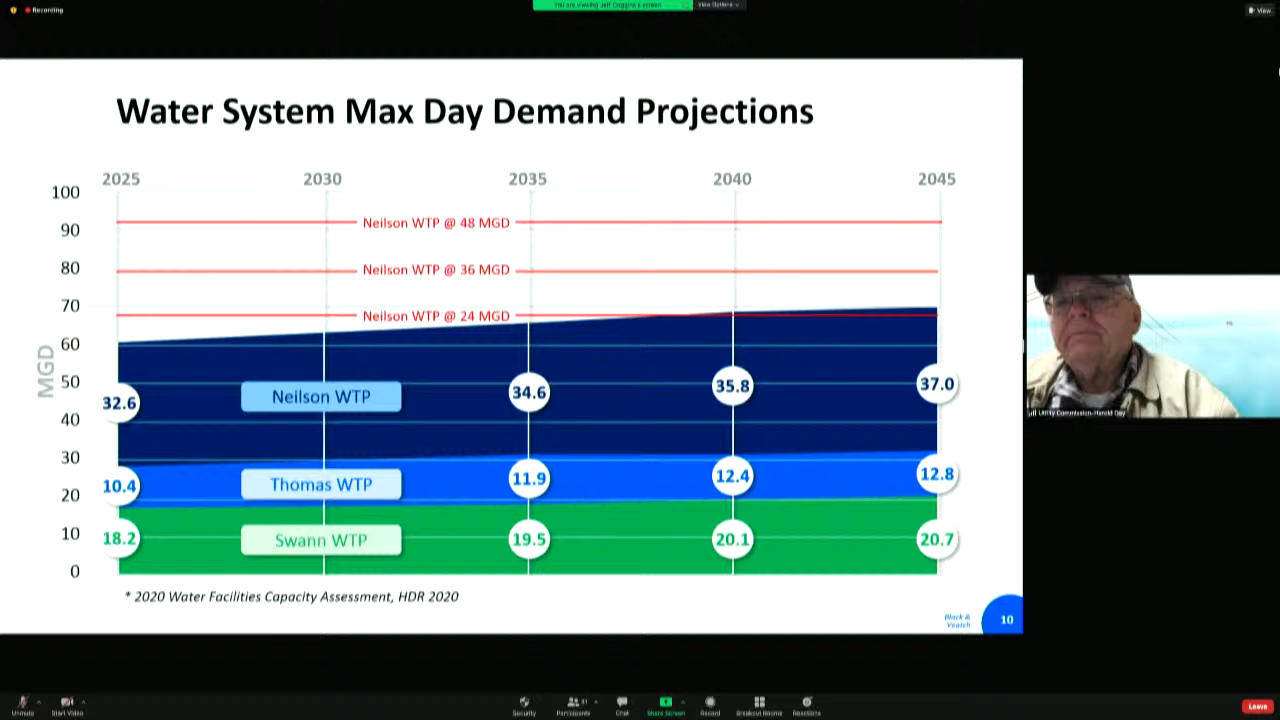 Recording
You are viewing Jeff Coggins's screen
View Options
View
Water System Max Day Demand Projections
2025 2030 2035 2040 2045
100
90
80
70
60
50
40
30
20
10
0
MGD
Neilson WTP @ 48 MGD
Neilson WTP @ 36 MGD
Neilson WTP @ 24 MGD
32.6 Neilson WTP 34.6 35.8 37.0
10.4 Thomas WTP 11.9 12.4 12.8
18.2 Swann WTP 19.5 20.1 20.7
* 2020 Water Facilities Capacity Assessment, HDR 2020
Black &
Veatch
10
Utility Commission-Harold Day
Unmute Start Video Security Participants 31 Chat Share Screen Record Breakout Rooms Reactions Leave